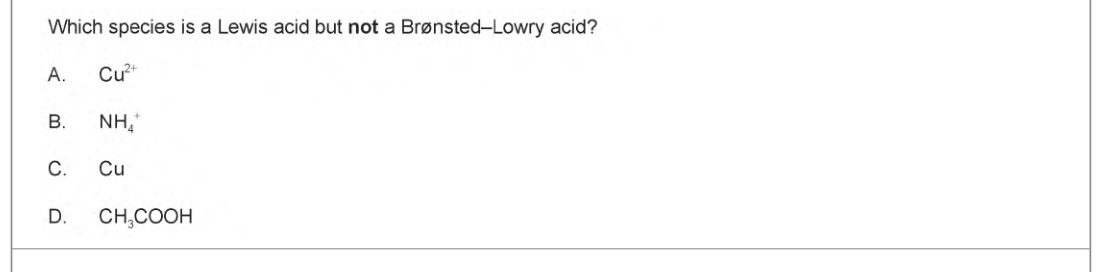 Which species is a Lewis acid but not a Brønsted–Lowry acid?
A. Cu²⁺
B. NH₄⁺
C. Cu
D. CH₃COOH